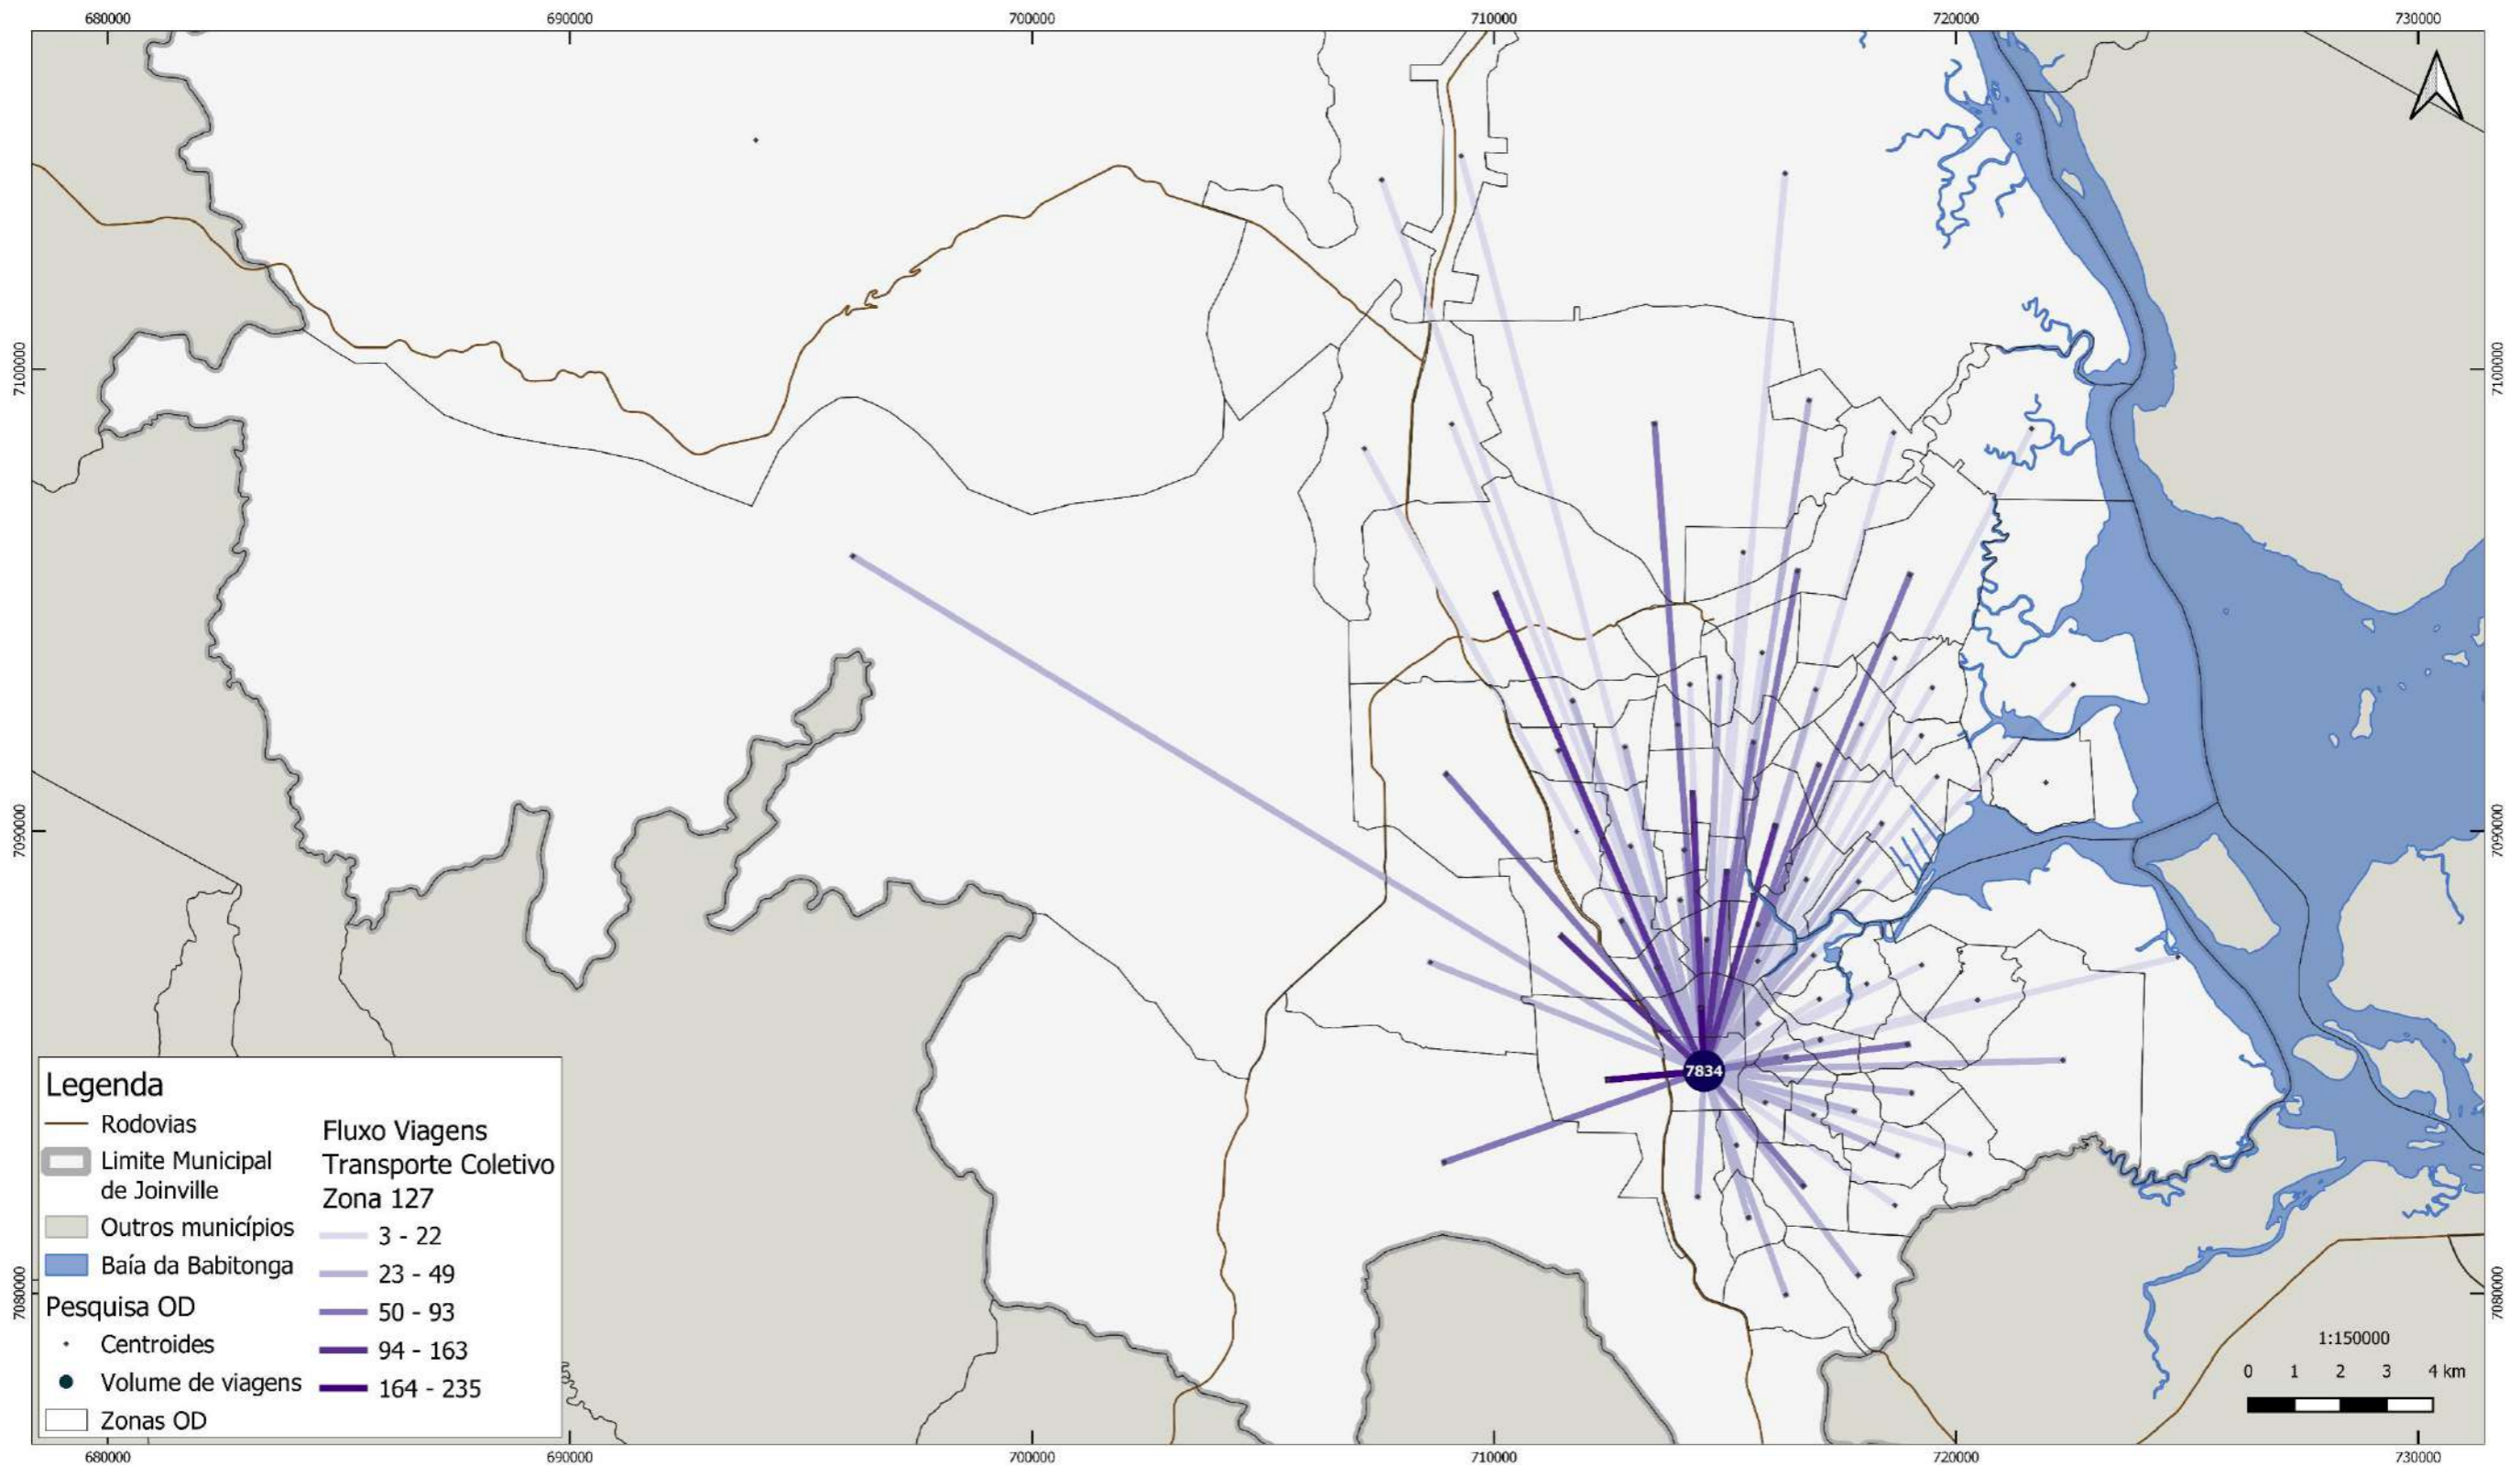 680000
690000
700000
710000
720000
730000
7100000
7100000
7090000
7090000
7834
Legenda
Rodovias
Limite Municipal
de Joinville
Outros municípios
Baía da Babitonga
Pesquisa OD
Centroides
Volume de viagens
Zonas OD
Fluxo Viagens
Transporte Coletivo
Zona 127
3 - 22
23 - 49
50 - 93
94 - 163
164 - 235
7080000
7080000
1:150000
0 1 2 3 4 km
680000
690000
700000
710000
720000
730000